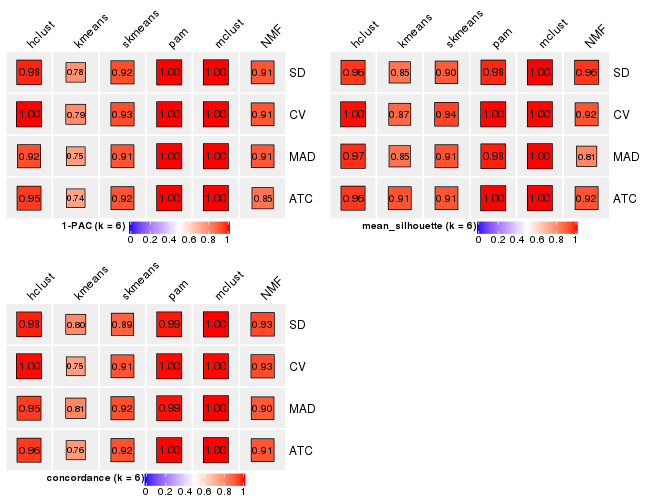 hclust kmeans skmeans pam mclust NMF
0.98 0.78 0.92 1.00 1.00 0.91 SD
1.00 0.79 0.93 1.00 1.00 0.91 CV
0.92 0.75 0.91 1.00 1.00 0.91 MAD
0.95 0.74 0.92 1.00 1.00 0.85 ATC
1-PAC (k = 6) 0 0.2 0.4 0.6 0.8 1
hclust kmeans skmeans pam mclust NMF
0.96 0.85 0.90 0.98 1.00 0.96 SD
1.00 0.87 0.94 1.00 1.00 0.92 CV
0.97 0.85 0.91 0.98 1.00 0.81 MAD
0.96 0.91 0.91 1.00 1.00 0.92 ATC
mean_silhouette (k = 6) 0 0.2 0.4 0.6 0.8 1
hclust kmeans skmeans pam mclust NMF
0.98 0.80 0.89 0.99 1.00 0.93 SD
1.00 0.75 0.91 1.00 1.00 0.93 CV
0.95 0.81 0.92 0.99 1.00 0.90 MAD
0.96 0.76 0.92 1.00 1.00 0.91 ATC
concordance (k = 6) 0 0.2 0.4 0.6 0.8 1